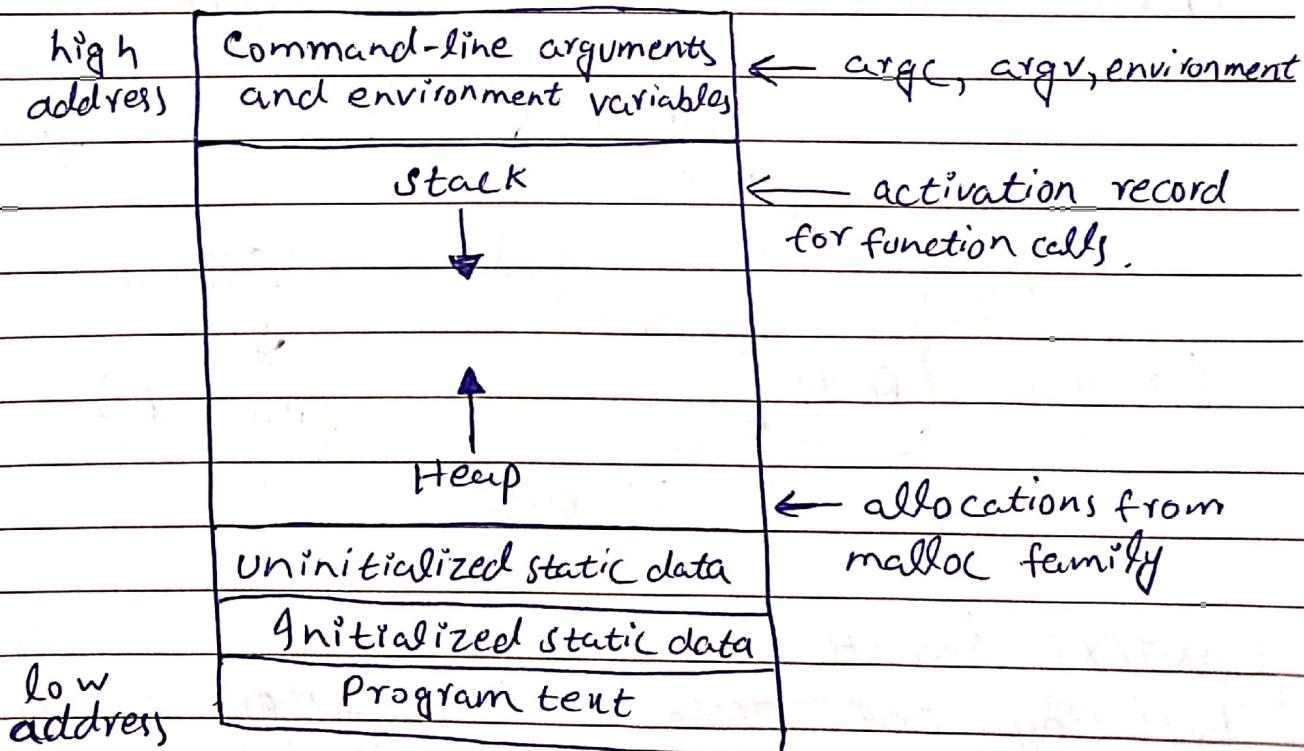 high
address
Command-line arguments
and environment variables
← argc, argv, environment
Stack
← activation record
for function calls.
Heap
← allocations from
malloc family
uninitialized static data
Initialized static data
low
address
Program text